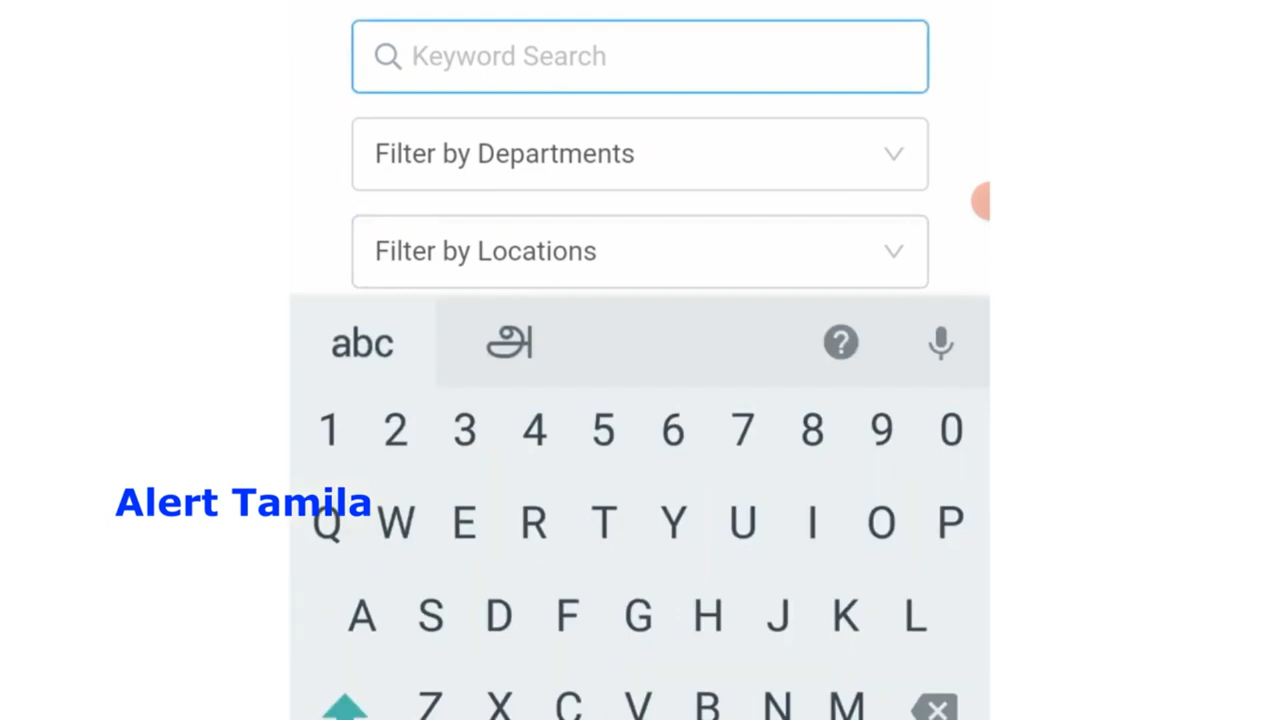 Keyword Search
Filter by Departments
Filter by Locations
abc அ ?
1 2 3 4 5 6 7 8 9 0
Alert Tamila
Q W E R T Y U I O P
A S D F G H J K L
Z X C V B N M